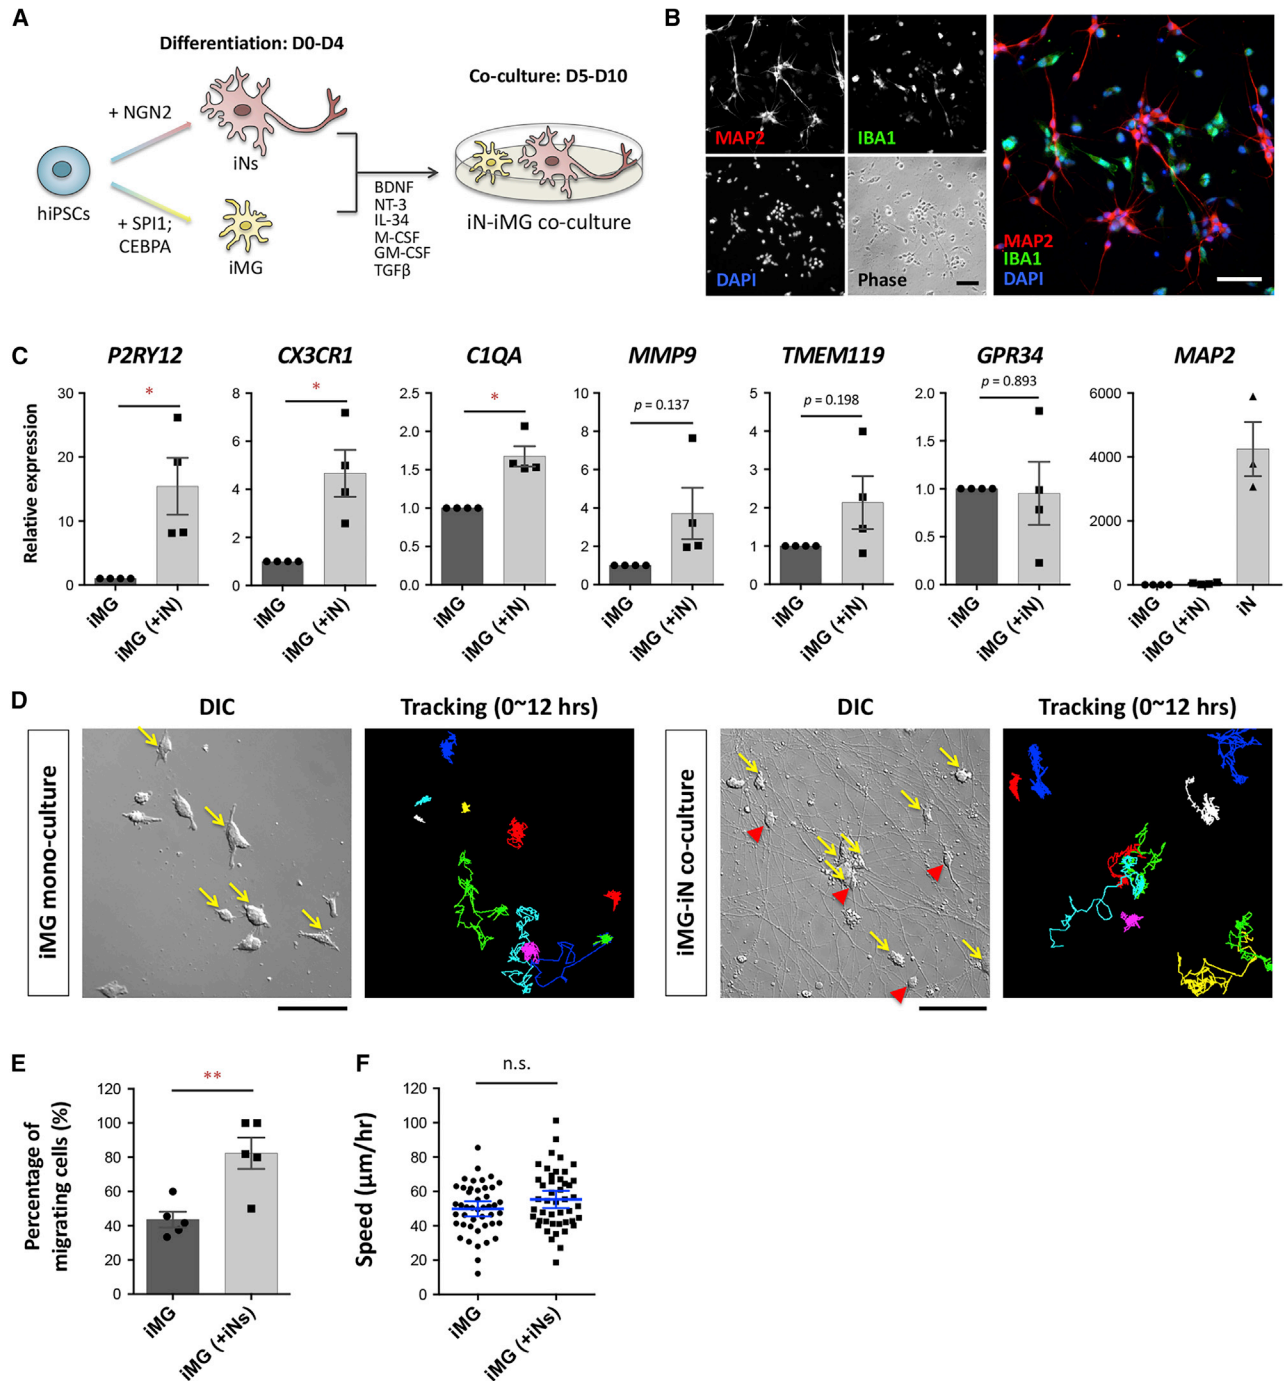 A
Differentiation: D0-D4
+ NGN2
iNs
hiPSCs
+ SPI1;
CEBPA
iMG
BDNF
NT-3
IL-34
M-CSF
GM-CSF
TGFβ
Co-culture: D5-D10
iN-iMG co-culture
B
MAP2
IBA1
DAPI
Phase
MAP2
IBA1
DAPI
C
Relative expression
P2RY12
*
30
20
10
0
iMG
iMG (+iN)
CX3CR1
*
8
6
4
2
0
iMG
iMG (+iN)
C1QA
*
2.5
2.0
1.5
1.0
0.5
0.0
iMG
iMG (+iN)
MMP9
p = 0.137
10
8
6
4
2
0
iMG
iMG (+iN)
TMEM119
p = 0.198
5
4
3
2
1
0
iMG
iMG (+iN)
GPR34
p = 0.893
2.0
1.5
1.0
0.5
0.0
iMG
iMG (+iN)
MAP2
6000
4000
2000
0
iMG
iMG (+iN)
iN
D
iMG mono-culture
DIC
Tracking (0~12 hrs)
iMG-iN co-culture
DIC
Tracking (0~12 hrs)
E
Percentage of
migrating cells (%)
**
120
100
80
60
40
20
0
iMG
iMG (+iNs)
F
Speed (µm/hr)
n.s.
120
100
80
60
40
20
0
iMG
iMG (+iNs)